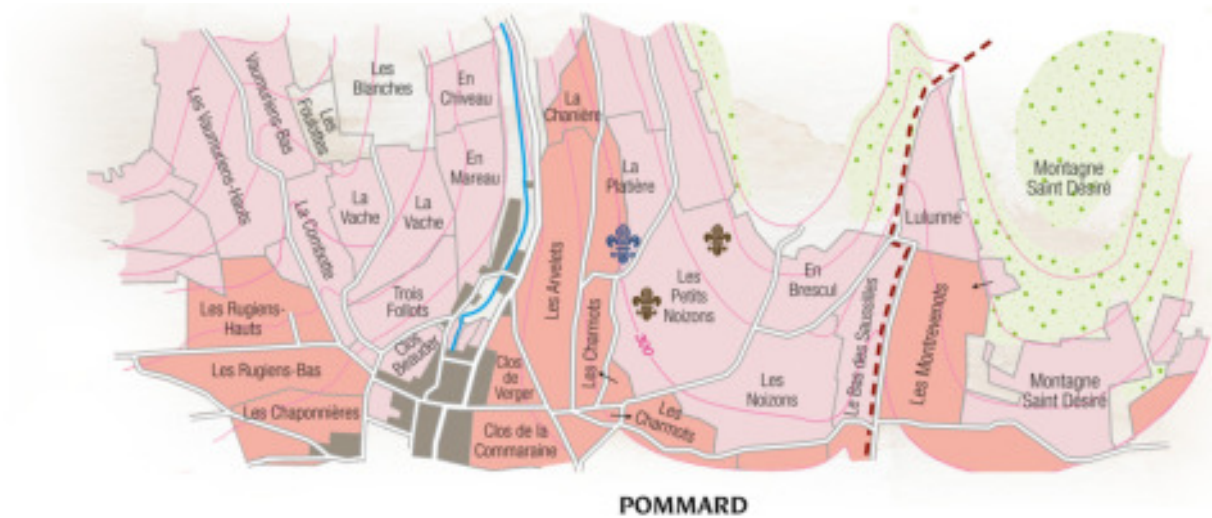 Les Vaumuriens-Hauts
Vaumuriens-Bas
Les
Foulottes
Les
Blanches
En
Chiveau
La
Chanière
En
Mareau
La
Vache
La
Vache
La Combotte
Trois
Follots
Les Rugiens-
Hauts
Les Rugiens-Bas
Les Chaponnières
Clos
Beauder
Clos
de
Verger
Clos de la
Commaraine
Les Arvelets
Les Charmots
Les
Charmots
La
Platière
Les
Petits
Noizons
300
Les
Noizons
En
Brescul
Le Bas des Saussilles
Lulunne
Les Montrevenots
Montagne
Saint Désiré
Montagne
Saint Désiré
POMMARD